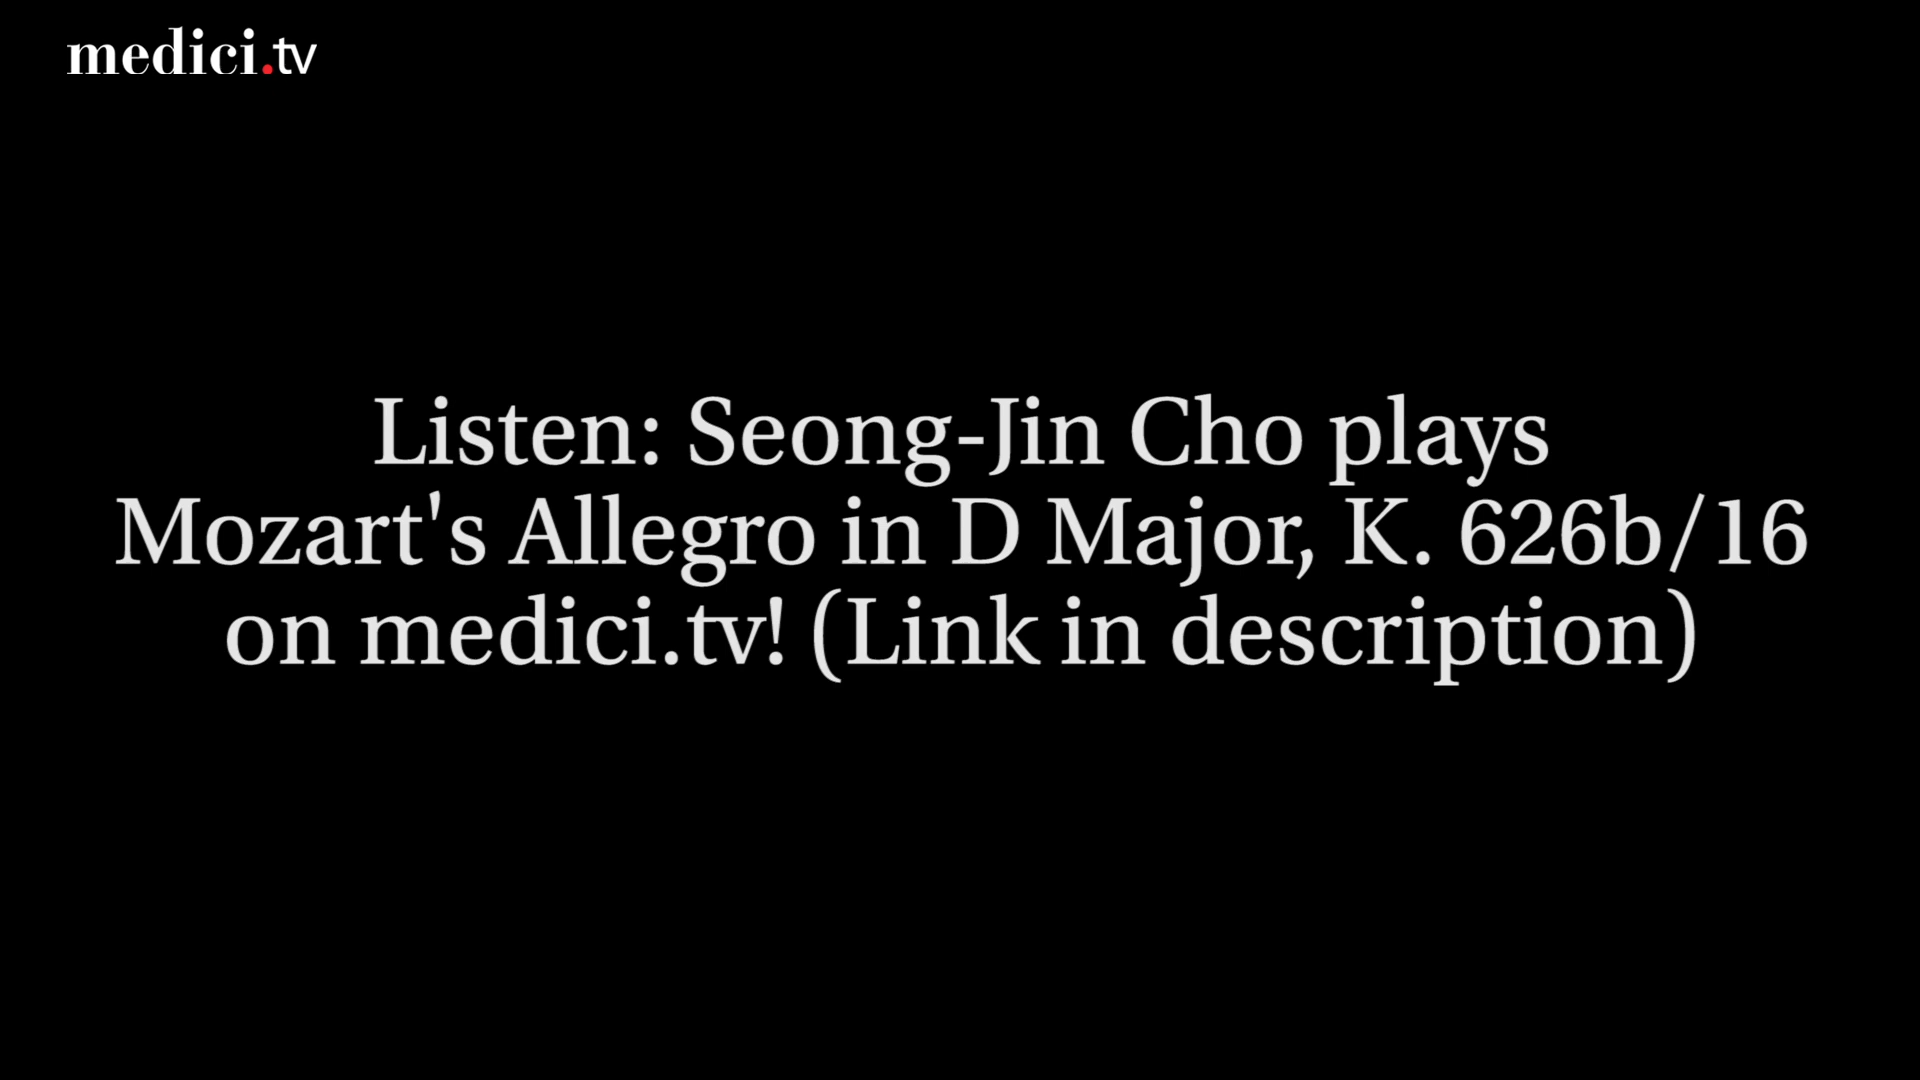 medici.tv
Listen: Seong-Jin Cho plays
Mozart's Allegro in D Major, K. 626b/16
on medici.tv! (Link in description)